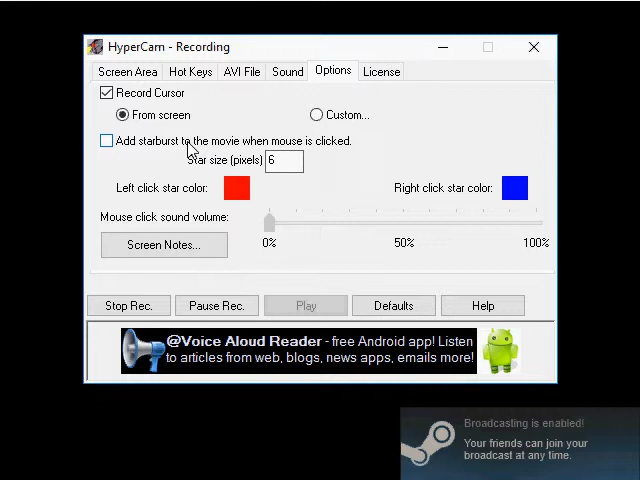 HyperCam - Recording
Screen Area Hot Keys AVI File Sound Options License
Record Cursor
From screen Custom...
Add starburst to the movie when mouse is clicked.
Star size (pixels) 6
Left click star color: Right click star color:
Mouse click sound volume:
Screen Notes... 0% 50% 100%
Stop Rec. Pause Rec. Play Defaults Help
@Voice Aloud Reader - free Android app! Listen
to articles from web, blogs, news apps, emails more!
Broadcasting is enabled!
Your friends can join your
broadcast at any time.